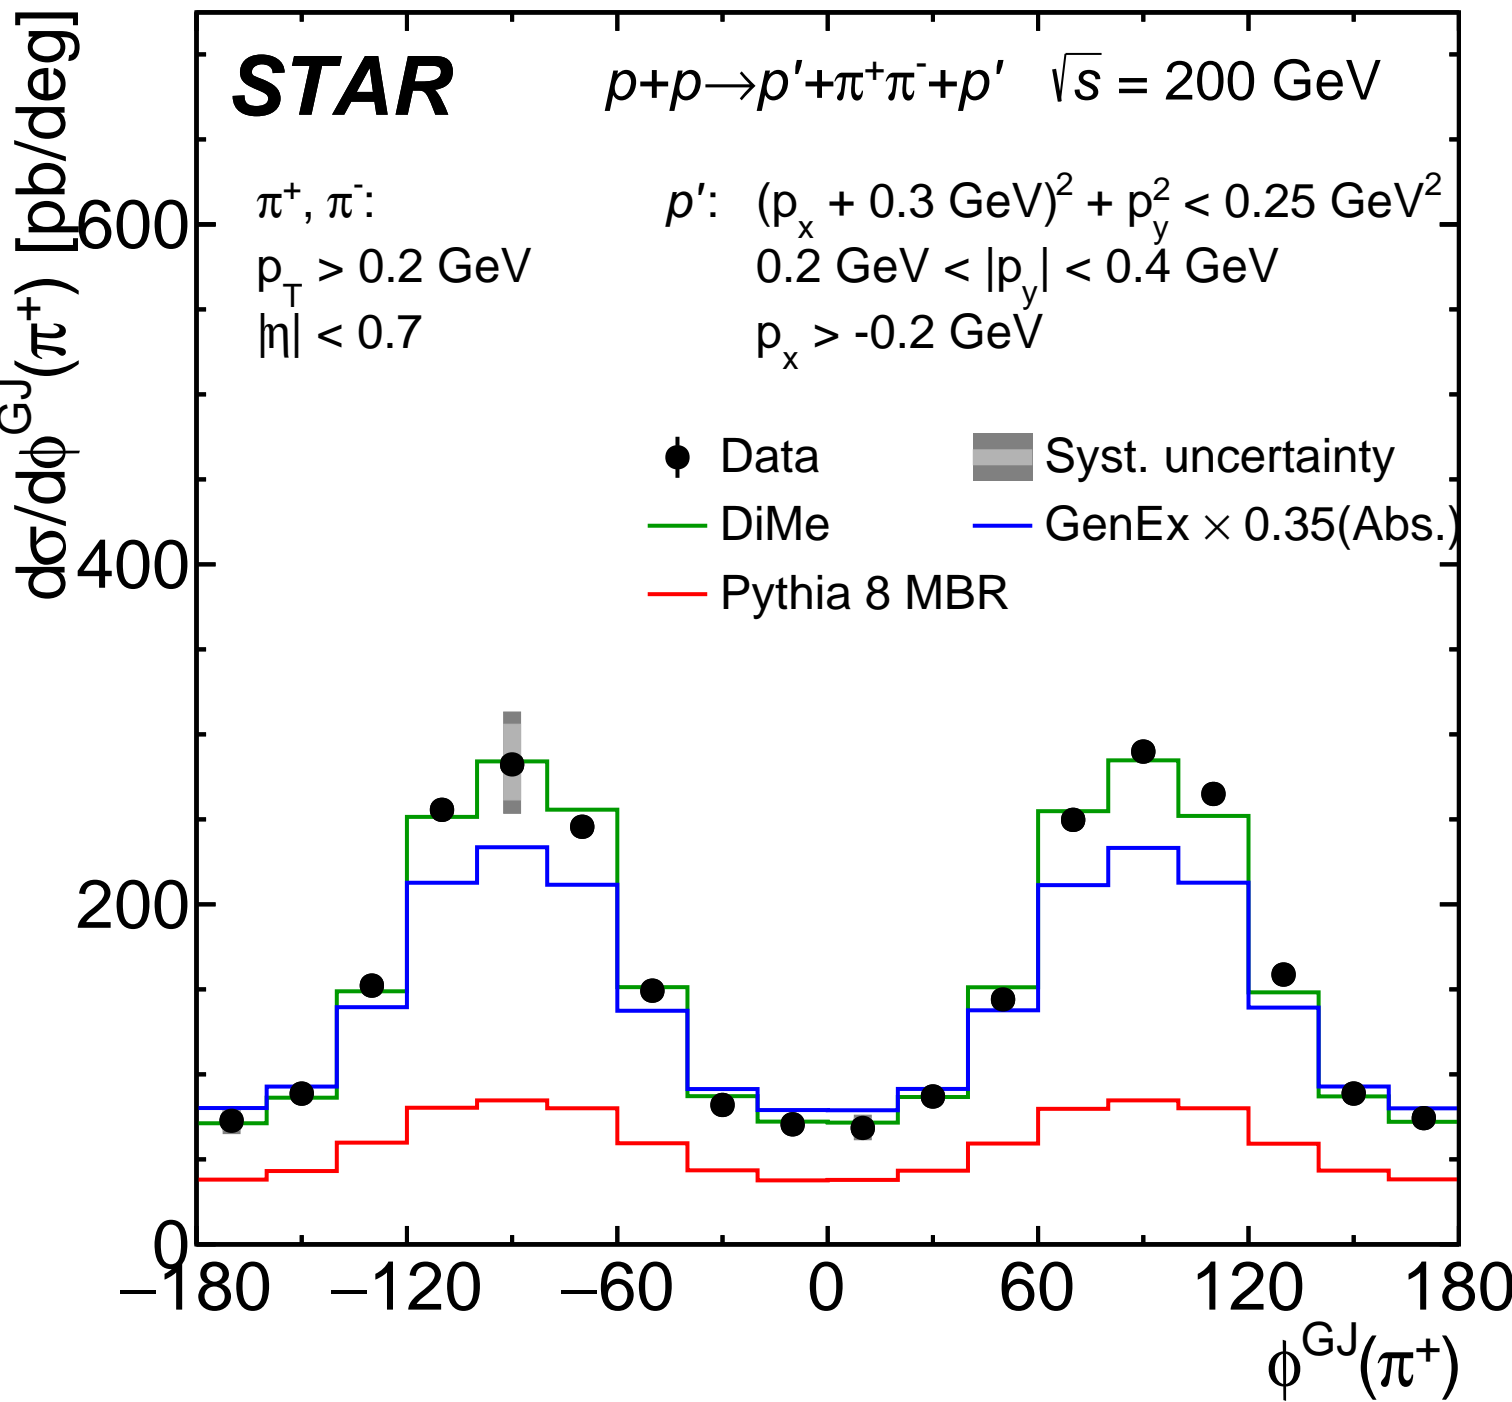 STAR p+p→p′+π⁺π⁻+p′ √s = 200 GeV
π⁺, π⁻: p′: (pₓ + 0.3 GeV)² + p_y² < 0.25 GeV²
p_T > 0.2 GeV 0.2 GeV < |p_y| < 0.4 GeV
|η| < 0.7 pₓ > -0.2 GeV
Data Syst. uncertainty
DiMe GenEx × 0.35(Abs.)
Pythia 8 MBR
dσ/dϕ^GJ(π⁺) [pb/deg]
600
400
200
0
−180 −120 −60 0 60 120 180
ϕ^GJ(π⁺)